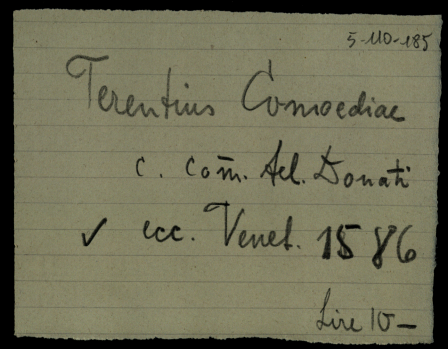 5-110-185
Terentius Comoediae
c. com̄. Ael. Donati
✓ ecc. Venet. 1586
Lire 10—